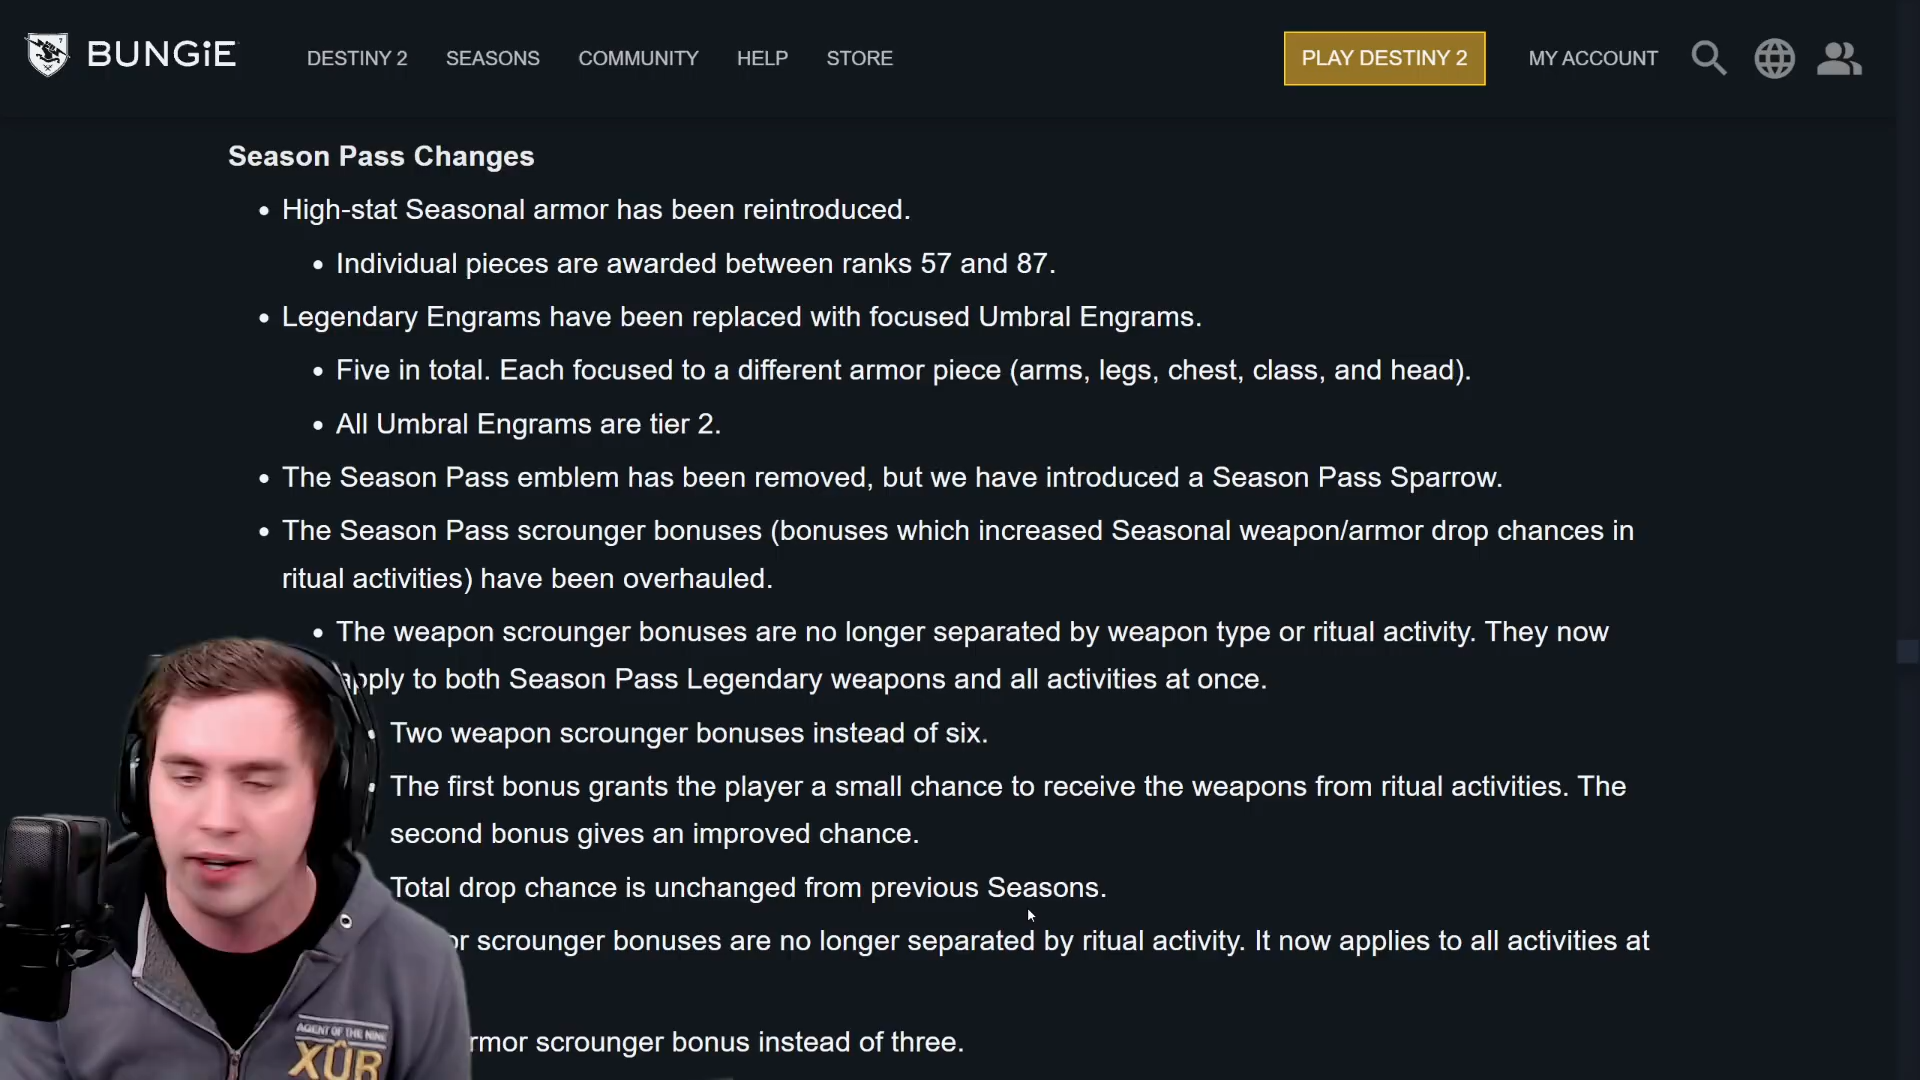 BUNGiE
DESTINY 2 SEASONS COMMUNITY HELP STORE
PLAY DESTINY 2 MY ACCOUNT
Season Pass Changes
High-stat Seasonal armor has been reintroduced.
Individual pieces are awarded between ranks 57 and 87.
Legendary Engrams have been replaced with focused Umbral Engrams.
Five in total. Each focused to a different armor piece (arms, legs, chest, class, and head).
All Umbral Engrams are tier 2.
The Season Pass emblem has been removed, but we have introduced a Season Pass Sparrow.
The Season Pass scrounger bonuses (bonuses which increased Seasonal weapon/armor drop chances in
ritual activities) have been overhauled.
The weapon scrounger bonuses are no longer separated by weapon type or ritual activity. They now
apply to both Season Pass Legendary weapons and all activities at once.
Two weapon scrounger bonuses instead of six.
The first bonus grants the player a small chance to receive the weapons from ritual activities. The
second bonus gives an improved chance.
Total drop chance is unchanged from previous Seasons.
scrounger bonuses are no longer separated by ritual activity. It now applies to all activities at
scrounger bonus instead of three.
AGENT OF THE NINE
XÛR